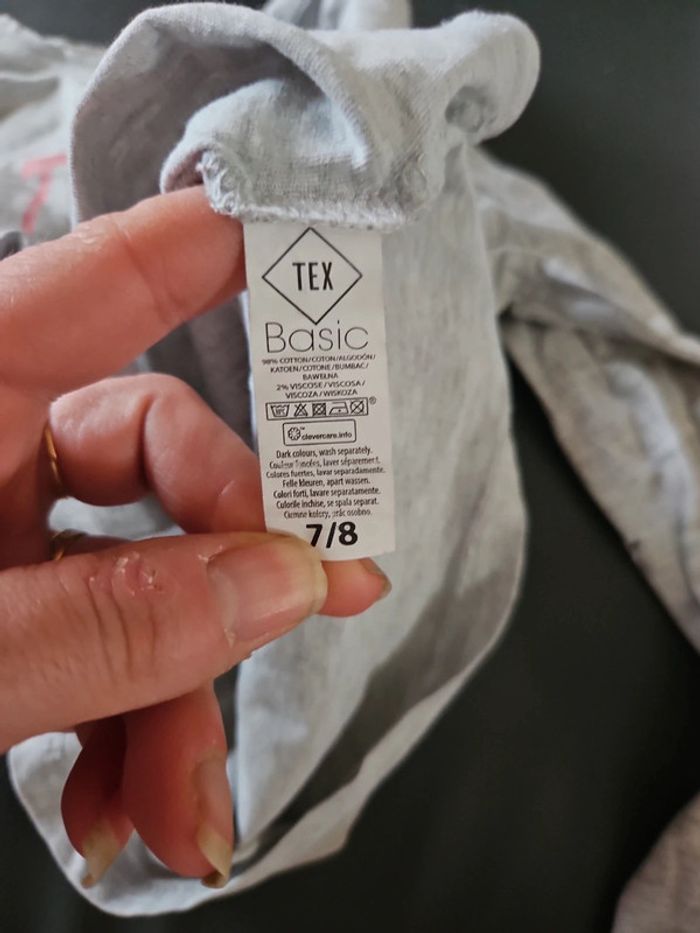 TEX
Basic
98% COTTON/COTON/ALGODÓN/
KATOEN/COTONE/BUMBAC/
BAWEŁNA
2% VISCOSE/VISCOSA/
VISCOZA/WISKOZA
®
clevercare.info
Dark colours, wash separately.
Couleurs foncées, laver séparément.
Colores fuertes, lavar separadamente.
Felle kleuren, apart wassen.
Colori forti, lavare separatamente.
Culorile inchise, se spala separat.
Ciemne kolory, prać osobno.
7/8
T